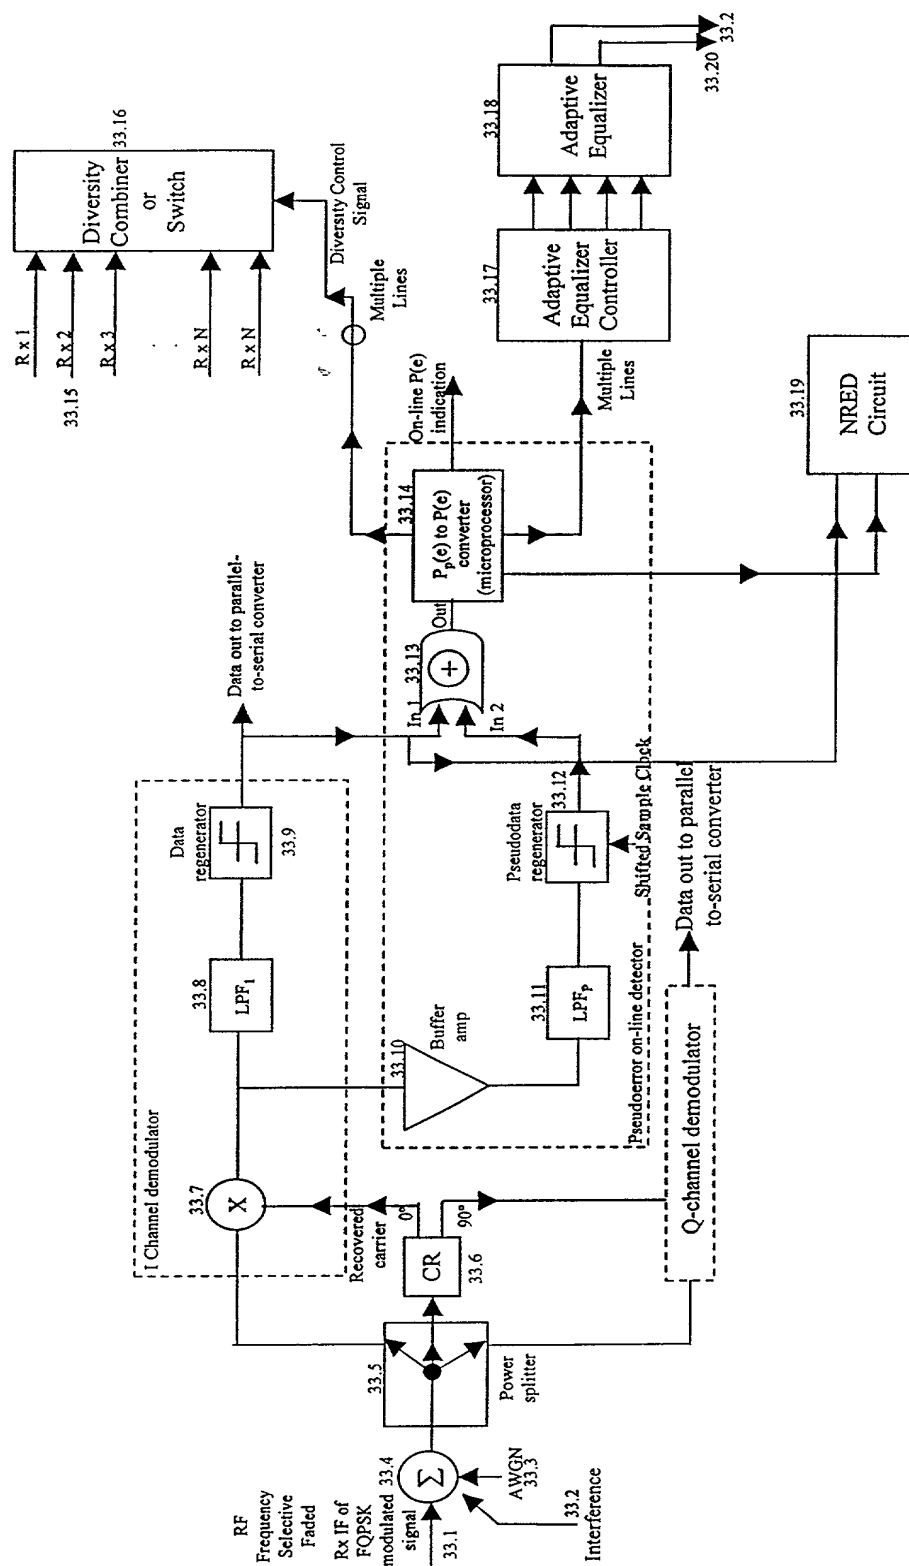 RF
Frequency
Selective
Faded
Rx IF of
FQPSK
modulated
signal
33.1
33.4
Σ
AWGN
33.3
33.2
Interference
33.5
Power
splitter
CR
33.6
0°
90°
Recovered
carrier
I Channel demodulator
33.7
X
33.8
LPF₁
Data
regenerator
33.9
Data out to parallel-
to-serial converter
33.10
Buffer
amp
33.11
LPFₚ
Pseudodata
regenerator
33.12
Shifted Sample Clock
Pseudoerror on-line detector
In 1
In 2
33.13
+
Out
33.14
Pₚ(e) to P(e)
converter
(microprocessor)
On-line P(e)
indication
Q-channel demodulator
Data out to parallel
to-serial converter
Multiple
Lines
Diversity Control
Signal
R x 1
R x 2
R x 3
R x N
R x N
33.15
Diversity
Combiner
or
Switch
33.16
Multiple
Lines
33.17
Adaptive
Equalizer
Controller
33.18
Adaptive
Equalizer
33.20
33.2
33.19
NRED
Circuit